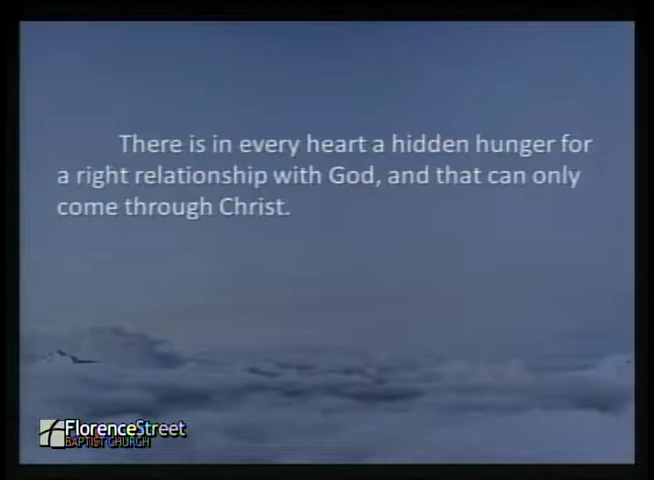 There is in every heart a hidden hunger for
a right relationship with God, and that can only
come through Christ.
FlorenceStreet
BAPTIST CHURCH